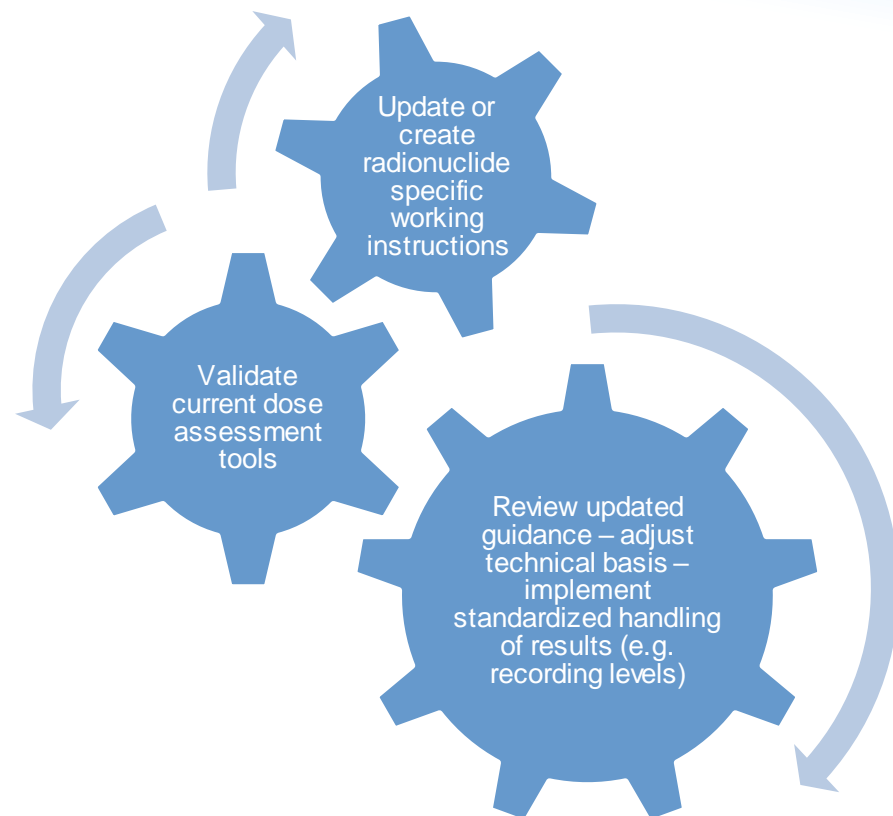 Update or
create
radionuclide
specific
working
instructions
Validate
current dose
assessment
tools
Review updated
guidance – adjust
technical basis –
implement
standardized handling
of results (e.g.
recording levels)